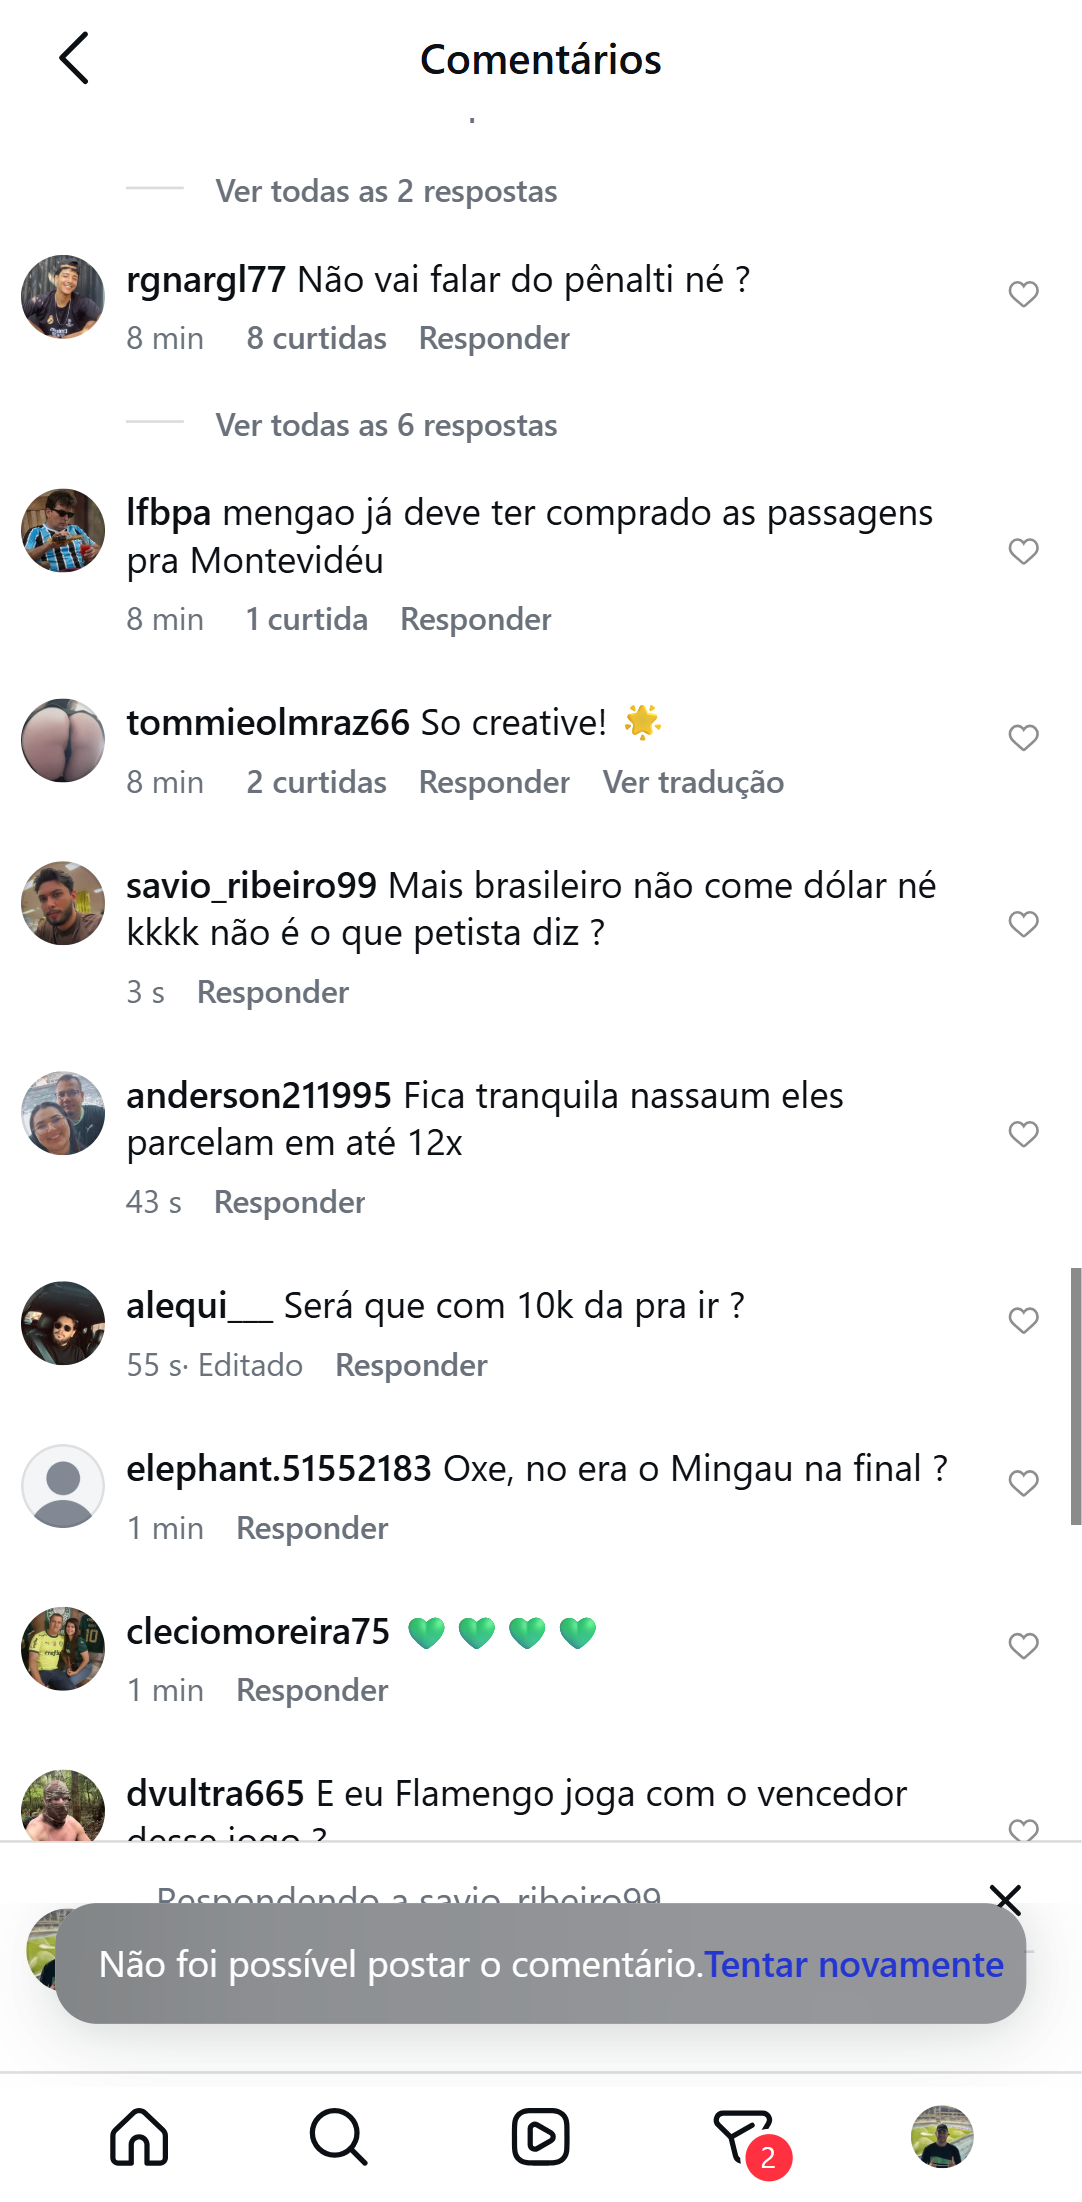 Comentários
Ver todas as 2 respostas
rgnargl77 Não vai falar do pênalti né ?
8 min 8 curtidas Responder
Ver todas as 6 respostas
lfbpa mengao já deve ter comprado as passagens
pra Montevidéu
8 min 1 curtida Responder
tommieolmraz66 So creative! 🌟
8 min 2 curtidas Responder Ver tradução
savio_ribeiro99 Mais brasileiro não come dólar né
kkkk não é o que petista diz ?
3 s Responder
anderson211995 Fica tranquila nassaum eles
parcelam em até 12x
43 s Responder
alequi___ Será que com 10k da pra ir ?
55 s· Editado Responder
elephant.51552183 Oxe, no era o Mingau na final ?
1 min Responder
cleciomoreira75 💚💚💚💚
1 min Responder
dvultra665 E eu Flamengo joga com o vencedor
desse jogo ?
Respondendo a savio_ribeiro99
Não foi possível postar o comentário.Tentar novamente
2